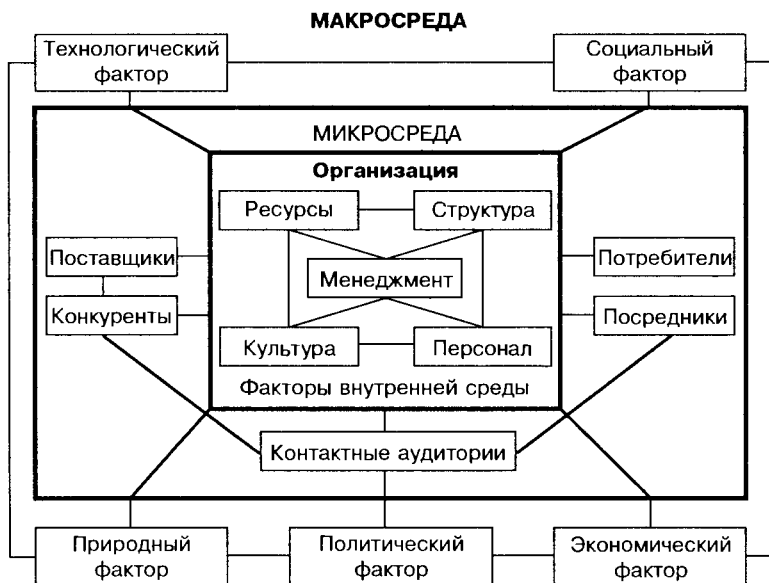 МАКРОСРЕДА
Технологический
фактор
Социальный
фактор
МИКРОСРЕДА
Организация
Ресурсы
Структура
Поставщики
Менеджмент
Потребители
Конкуренты
Посредники
Культура
Персонал
Факторы внутренней среды
Контактные аудитории
Природный
фактор
Политический
фактор
Экономический
фактор